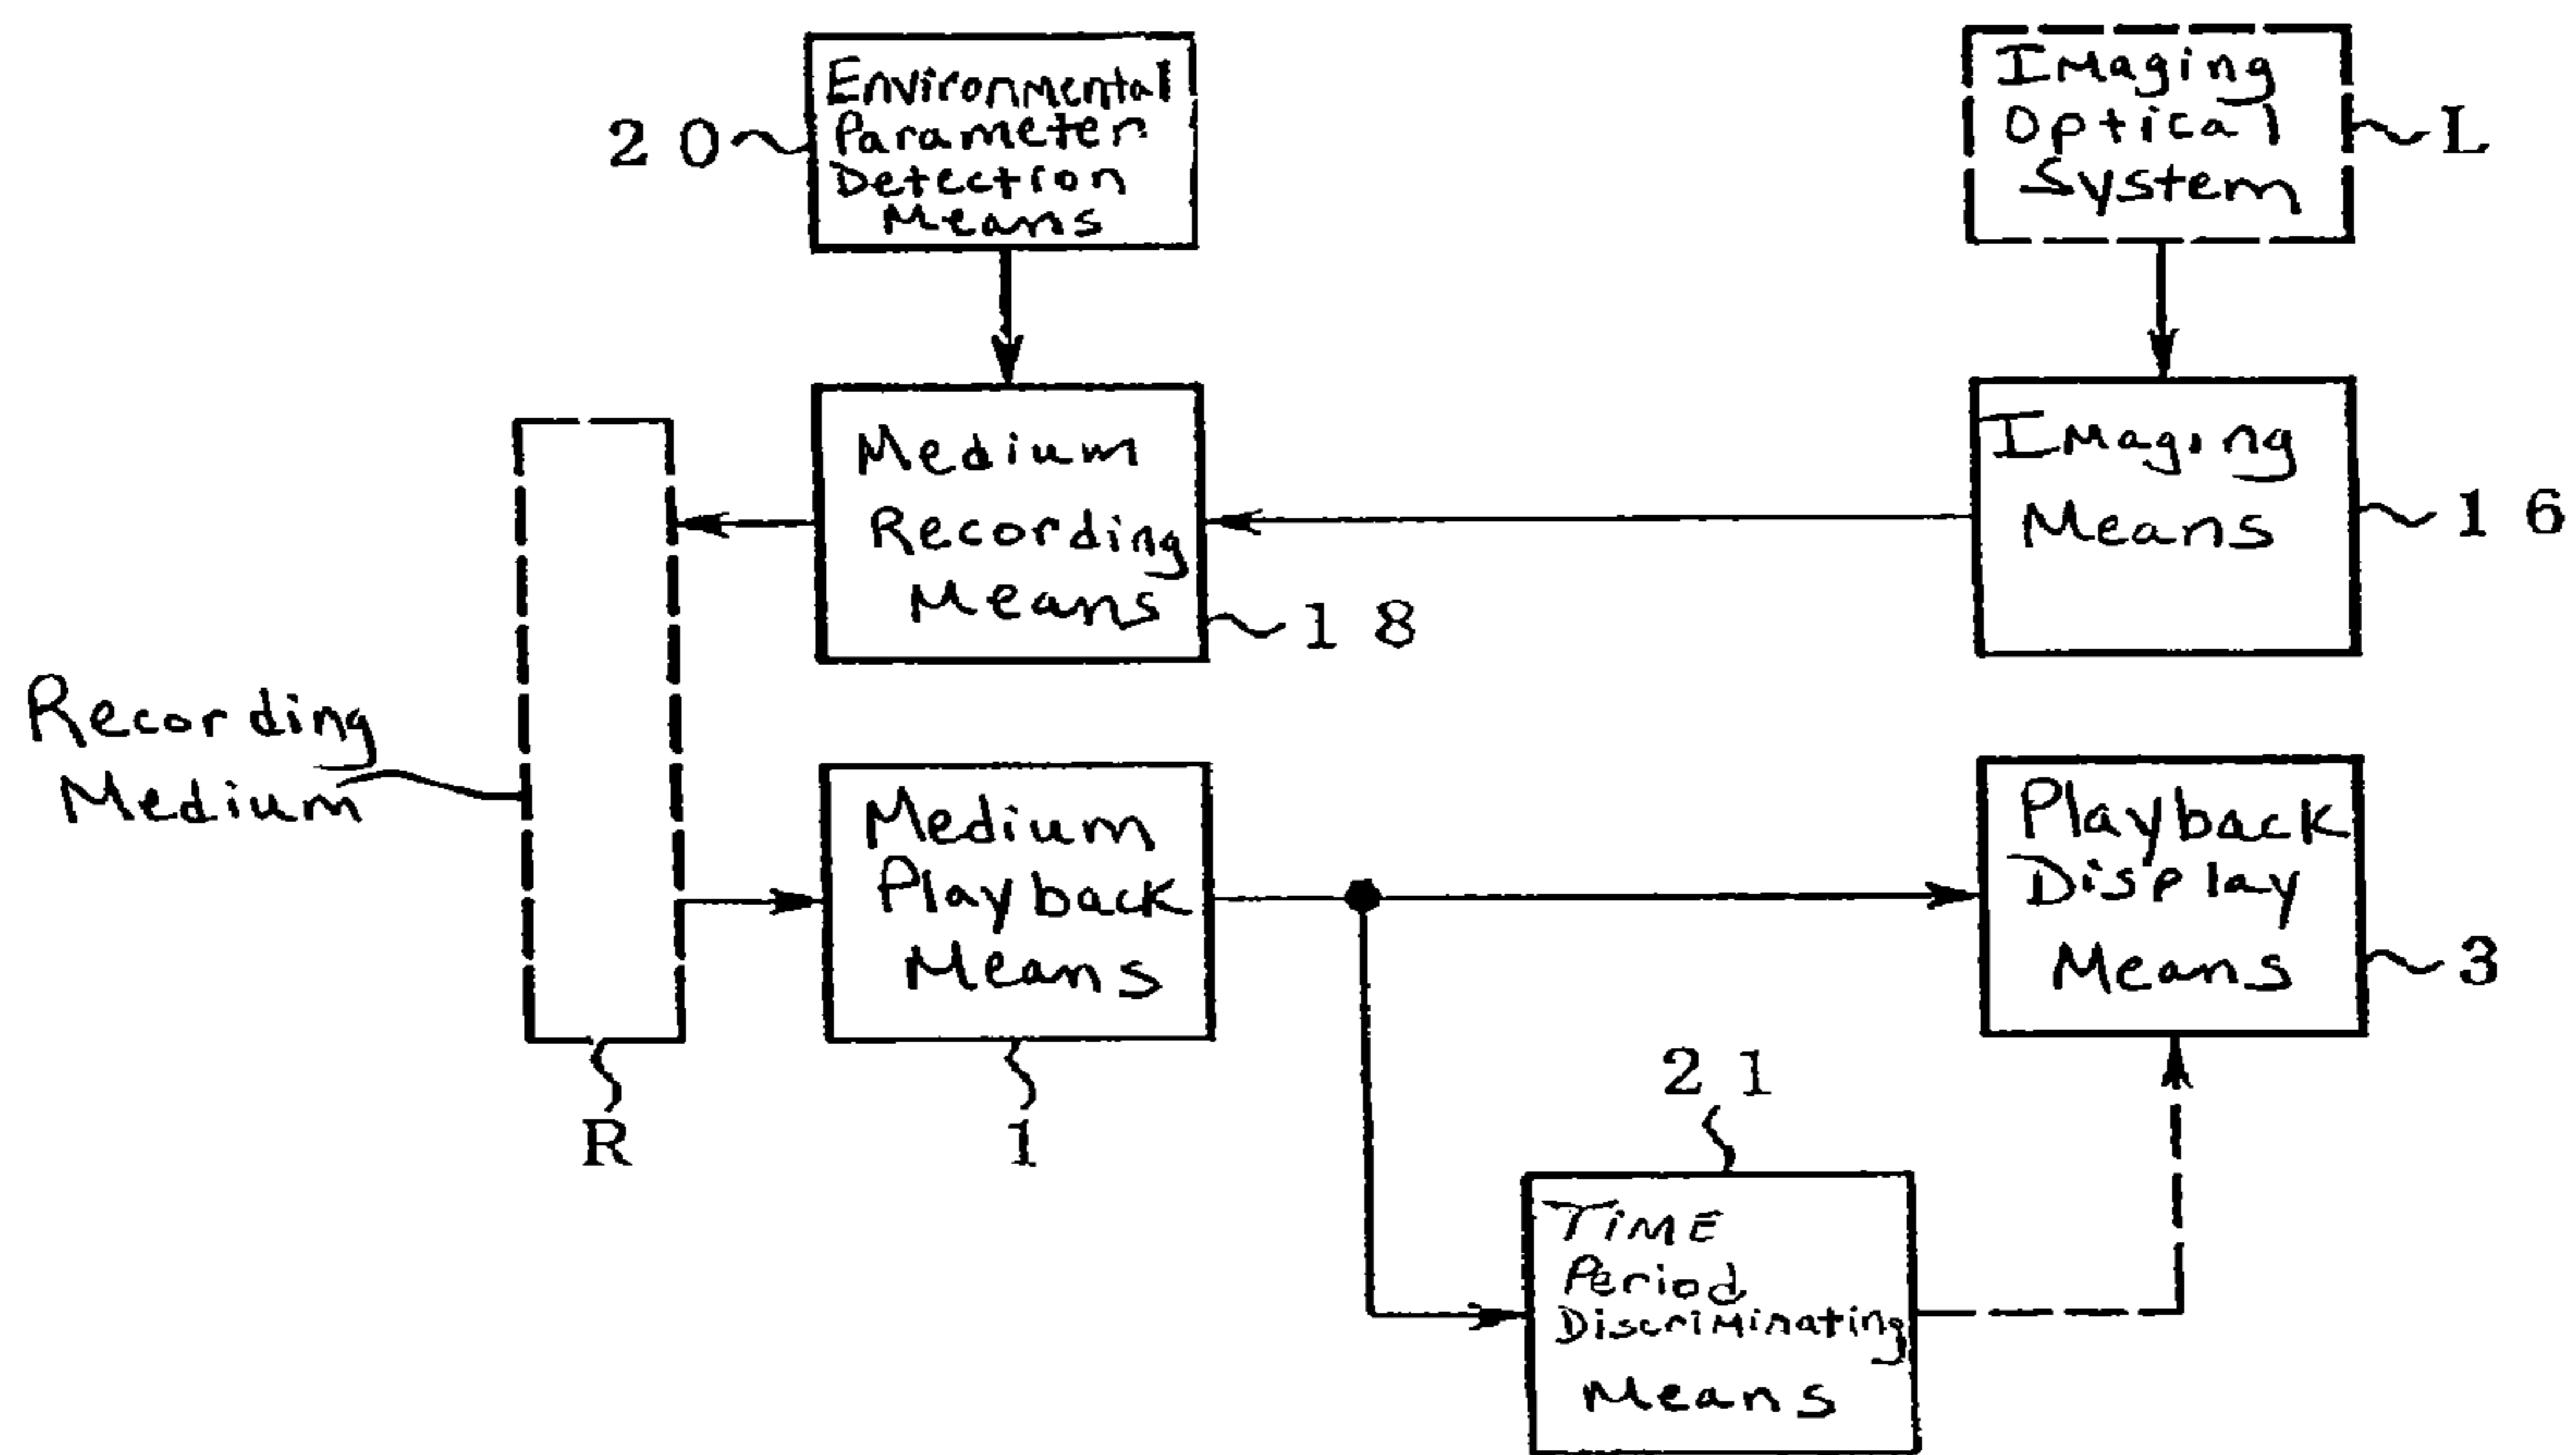 Environmental
Parameter
Detection
Means
20
Imaging
Optical
System
L
Medium
Recording
Means
18
Imaging
Means
16
Recording
Medium
R
Medium
Playback
Means
1
Playback
Display
Means
3
21
TIME
Period
Discriminating
Means